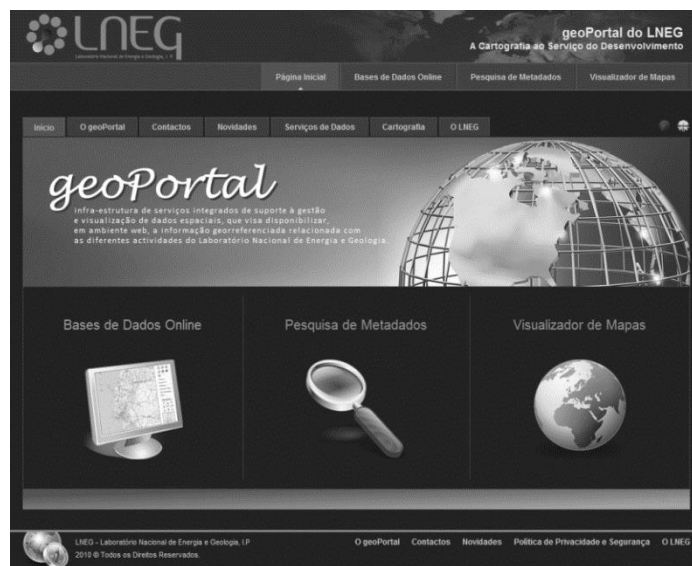 LNEG
Laboratório Nacional de Energia e Geologia, I. P.
geoPortal do LNEG
A Cartografia ao Serviço do Desenvolvimento
Página Inicial Bases de Dados Online Pesquisa de Metadados Visualizador de Mapas
Início O geoPortal Contactos Novidades Serviços de Dados Cartografia O LNEG
geoPortal
Infra-estrutura de serviços integrados de suporte à gestão
e visualização de dados espaciais, que visa disponibilizar,
em ambiente web, a informação georreferenciada relacionada com
as diferentes actividades do Laboratório Nacional de Energia e Geologia.
Bases de Dados Online Pesquisa de Metadados Visualizador de Mapas
LNEG - Laboratório Nacional de Energia e Geologia, I.P
2010 © Todos os Direitos Reservados.
O geoPortal Contactos Novidades Política de Privacidade e Segurança O LNEG